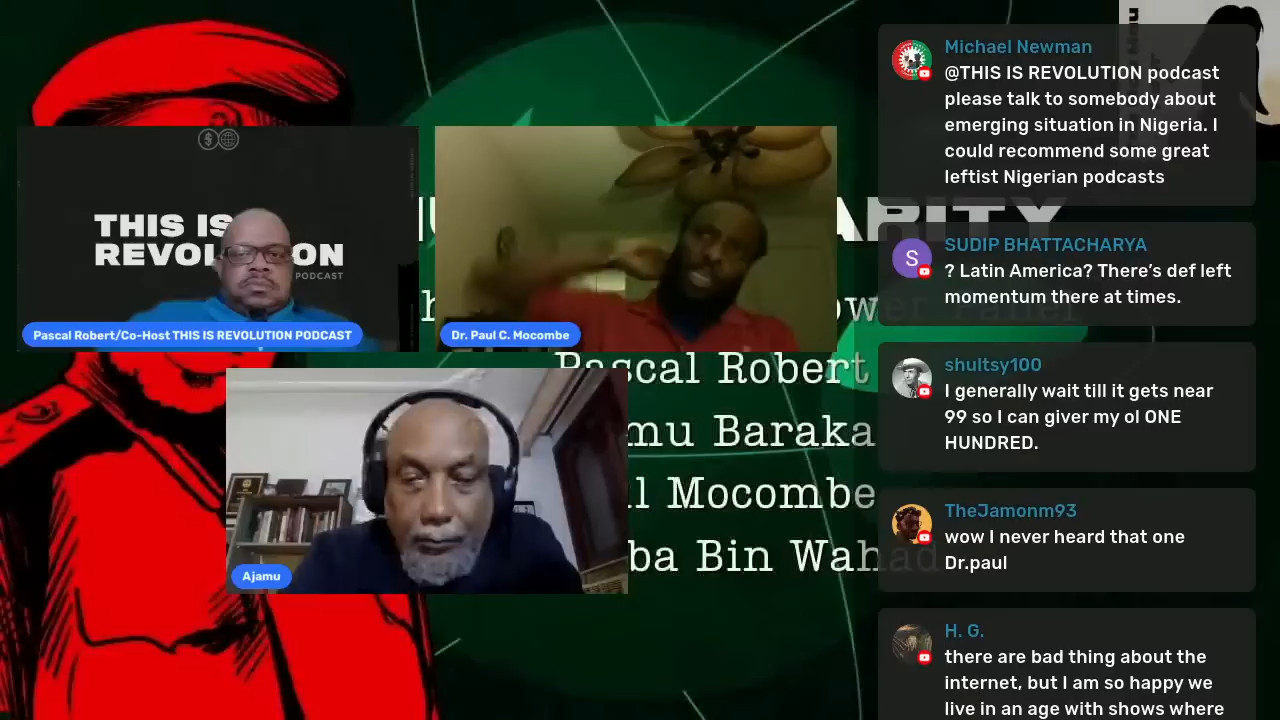 THIS IS
REVOL ON
PODCAST
Pascal Robert/Co-Host THIS IS REVOLUTION PODCAST
Dr. Paul C. Mocombe
Ajamu
ARITY
ower Panel
Pascal Robert
mu Baraka
l Mocombe
ba Bin Wahad
Michael Newman
@THIS IS REVOLUTION podcast
please talk to somebody about
emerging situation in Nigeria. I
could recommend some great
leftist Nigerian podcasts
SUDIP BHATTACHARYA
S
? Latin America? There's def left
momentum there at times.
shultsy100
I generally wait till it gets near
99 so I can giver my ol ONE
HUNDRED.
TheJamonm93
wow I never heard that one
Dr.paul
H. G.
there are bad thing about the
internet, but I am so happy we
live in an age with shows where